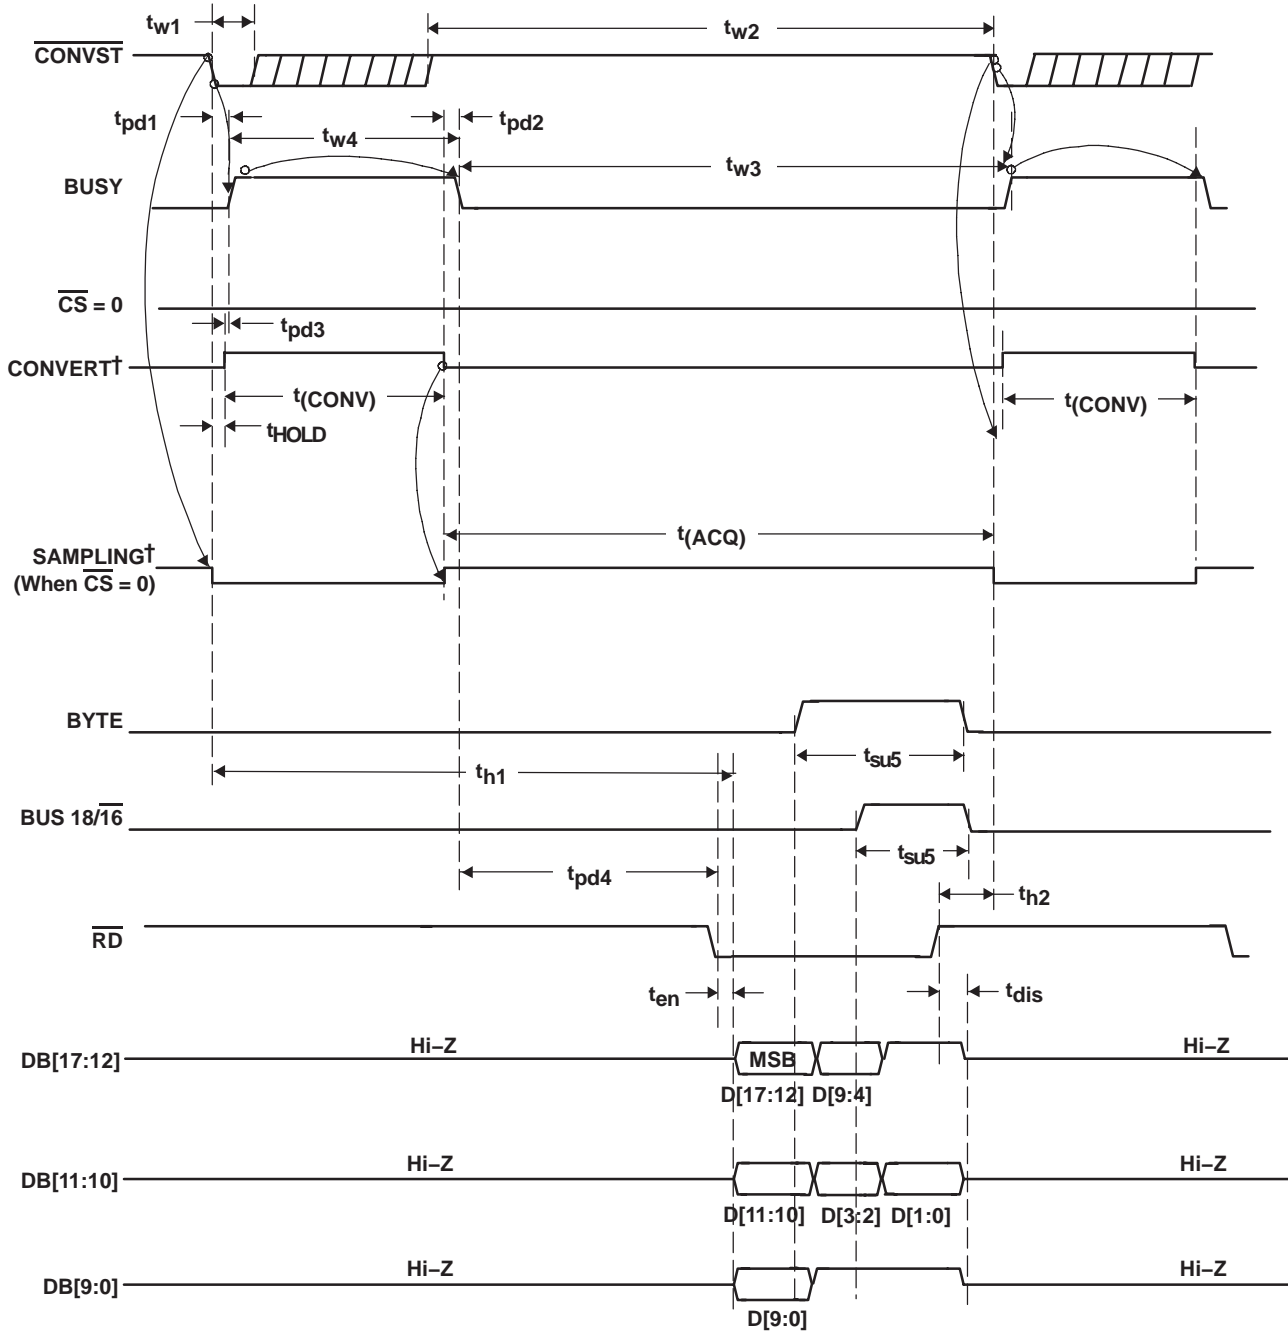 tw1
tw2
CONVST
tpd1
tw4
tpd2
tw3
BUSY
CS = 0
tpd3
CONVERT†
t(CONV)
t(CONV)
tHOLD
t(ACQ)
SAMPLING†
(When CS = 0)
BYTE
tsu5
th1
BUS 18/16
tsu5
tpd4
th2
RD
ten
tdis
Hi–Z
MSB
Hi–Z
DB[17:12]
D[17:12] D[9:4]
Hi–Z
Hi–Z
DB[11:10]
D[11:10] D[3:2] D[1:0]
Hi–Z
Hi–Z
DB[9:0]
D[9:0]